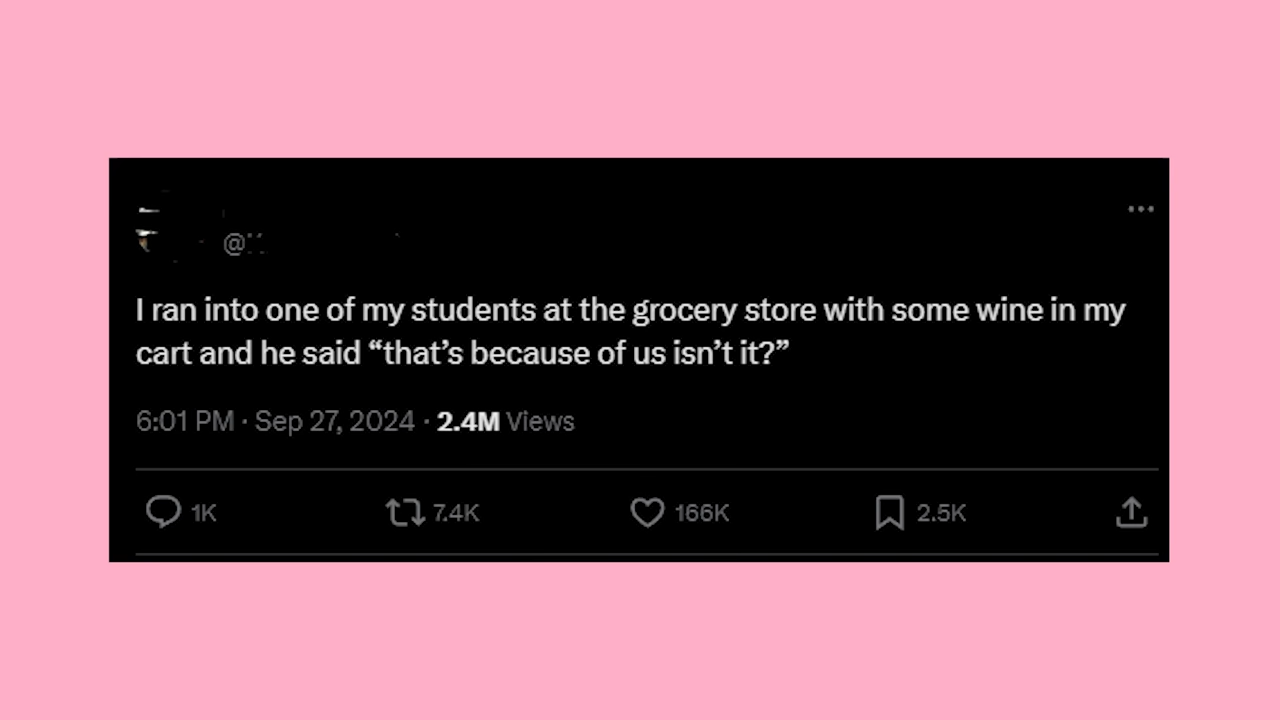 @
I ran into one of my students at the grocery store with some wine in my
cart and he said “that’s because of us isn’t it?”
6:01 PM · Sep 27, 2024 · 2.4M Views
1K 7.4K 166K 2.5K